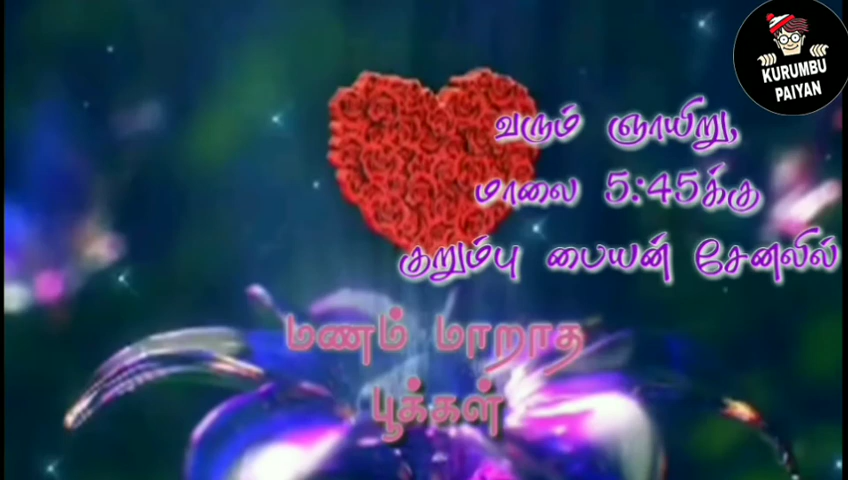 KURUMBU
PAIYAN
வரும் ஞாயிறு,
மாலை 5:45க்கு
குறும்பு பையன் சேனலில்
மணம் மாறாத
பூக்கள்